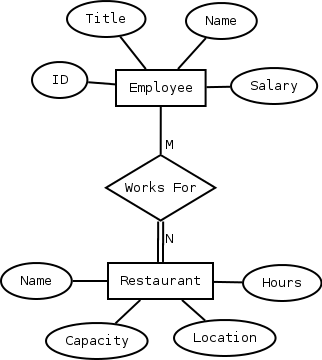 Title
Name
ID
Employee
Salary
M
Works For
N
Name
Restaurant
Hours
Capacity
Location